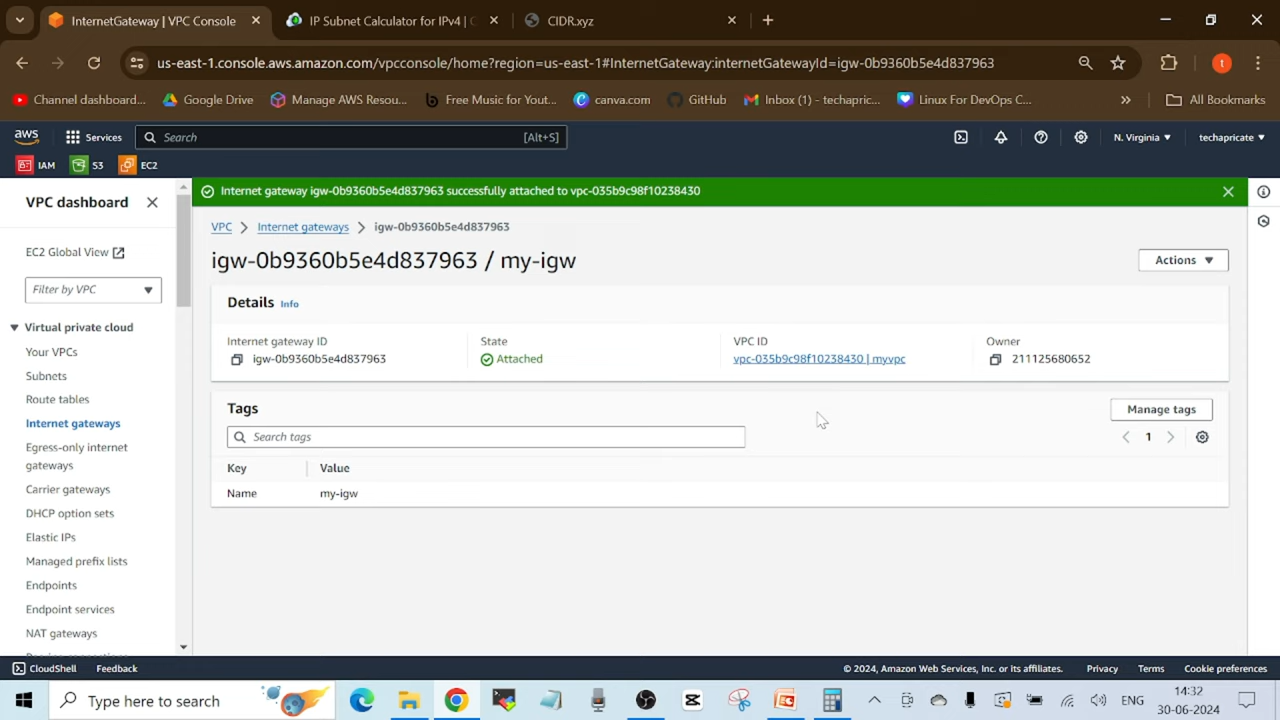 InternetGateway | VPC Console
IP Subnet Calculator for IPv4 |
CIDR.xyz
us-east-1.console.aws.amazon.com/vpcconsole/home?region=us-east-1#InternetGateway:internetGatewayId=igw-0b9360b5e4d837963
t
Channel dashboard...
Google Drive
Manage AWS Resou...
Free Music for Yout...
canva.com
GitHub
Inbox (1) - techapric...
Linux For DevOps C...
All Bookmarks
aws
Services
Search
[Alt+S]
N. Virginia
techapricate
IAM
S3
EC2
VPC dashboard
EC2 Global View
Filter by VPC
Virtual private cloud
Your VPCs
Subnets
Route tables
Internet gateways
Egress-only internet
gateways
Carrier gateways
DHCP option sets
Elastic IPs
Managed prefix lists
Endpoints
Endpoint services
NAT gateways
Internet gateway igw-0b9360b5e4d837963 successfully attached to vpc-035b9c98f10238430
VPC
Internet gateways
igw-0b9360b5e4d837963
igw-0b9360b5e4d837963 / my-igw
Actions
Details Info
Internet gateway ID
igw-0b9360b5e4d837963
State
Attached
VPC ID
vpc-035b9c98f10238430 | myvpc
Owner
211125680652
Tags
Manage tags
Search tags
1
Key
Value
Name
my-igw
CloudShell
Feedback
© 2024, Amazon Web Services, Inc. or its affiliates.
Privacy
Terms
Cookie preferences
Type here to search
ENG
14:32
30-06-2024